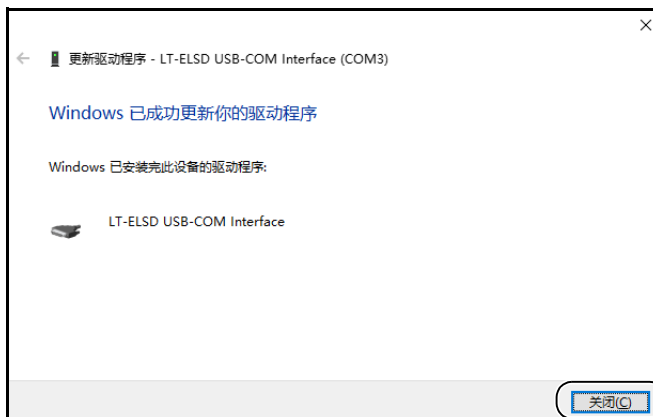 更新驱动程序 - LT-ELSD USB-COM Interface (COM3)
Windows 已成功更新你的驱动程序
Windows 已安装完此设备的驱动程序:
LT-ELSD USB-COM Interface
关闭(C)